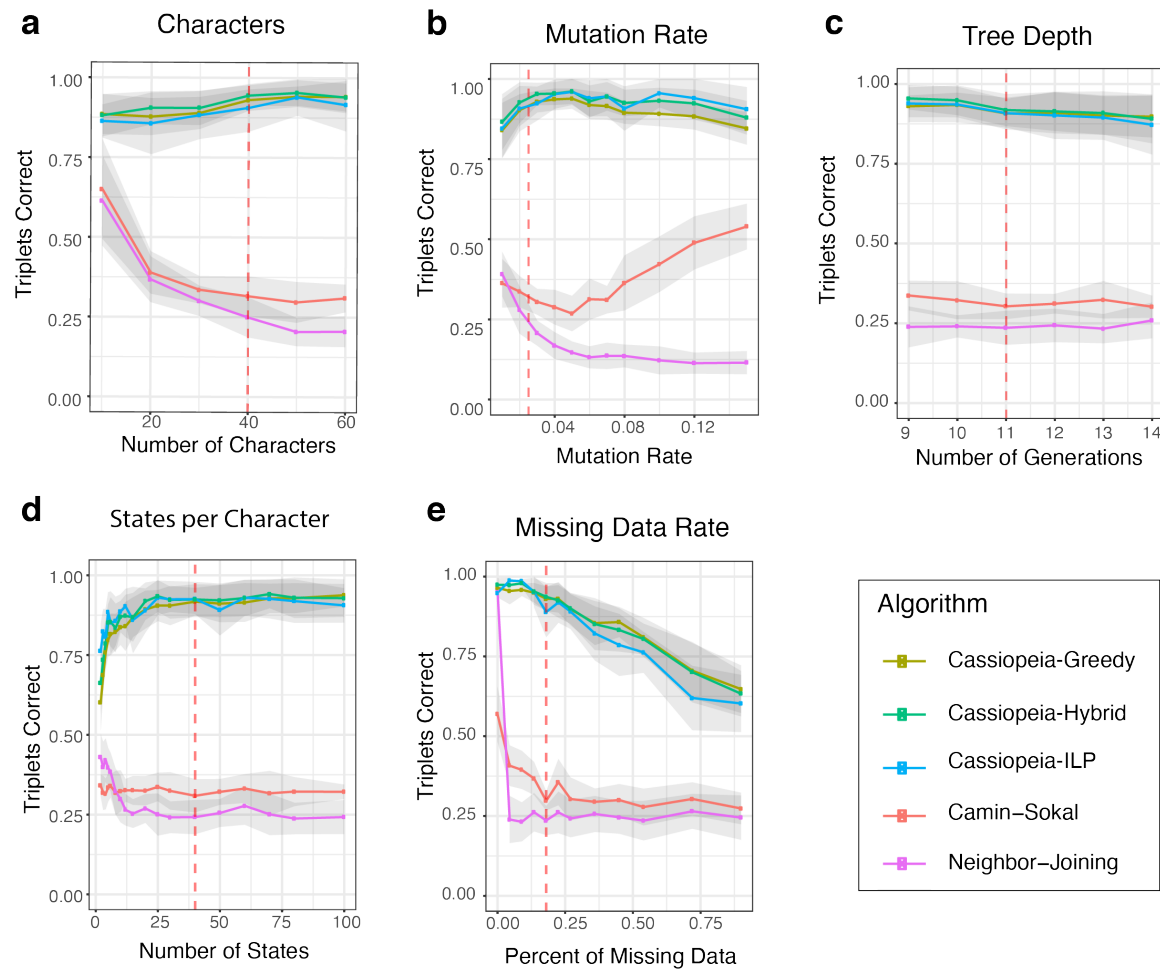 a
Characters
Triplets Correct
1.00
0.75
0.50
0.25
0.00
20
40
60
Number of Characters
b
Mutation Rate
Triplets Correct
1.00
0.75
0.50
0.25
0.00
0.04
0.08
0.12
Mutation Rate
c
Tree Depth
Triplets Correct
1.00
0.75
0.50
0.25
0.00
9
10
11
12
13
14
Number of Generations
d
States per Character
Triplets Correct
1.00
0.75
0.50
0.25
0.00
0
25
50
75
100
Number of States
e
Missing Data Rate
Triplets Correct
1.00
0.75
0.50
0.25
0.00
0.00
0.25
0.50
0.75
Percent of Missing Data
Algorithm
Cassiopeia-Greedy
Cassiopeia-Hybrid
Cassiopeia-ILP
Camin−Sokal
Neighbor−Joining